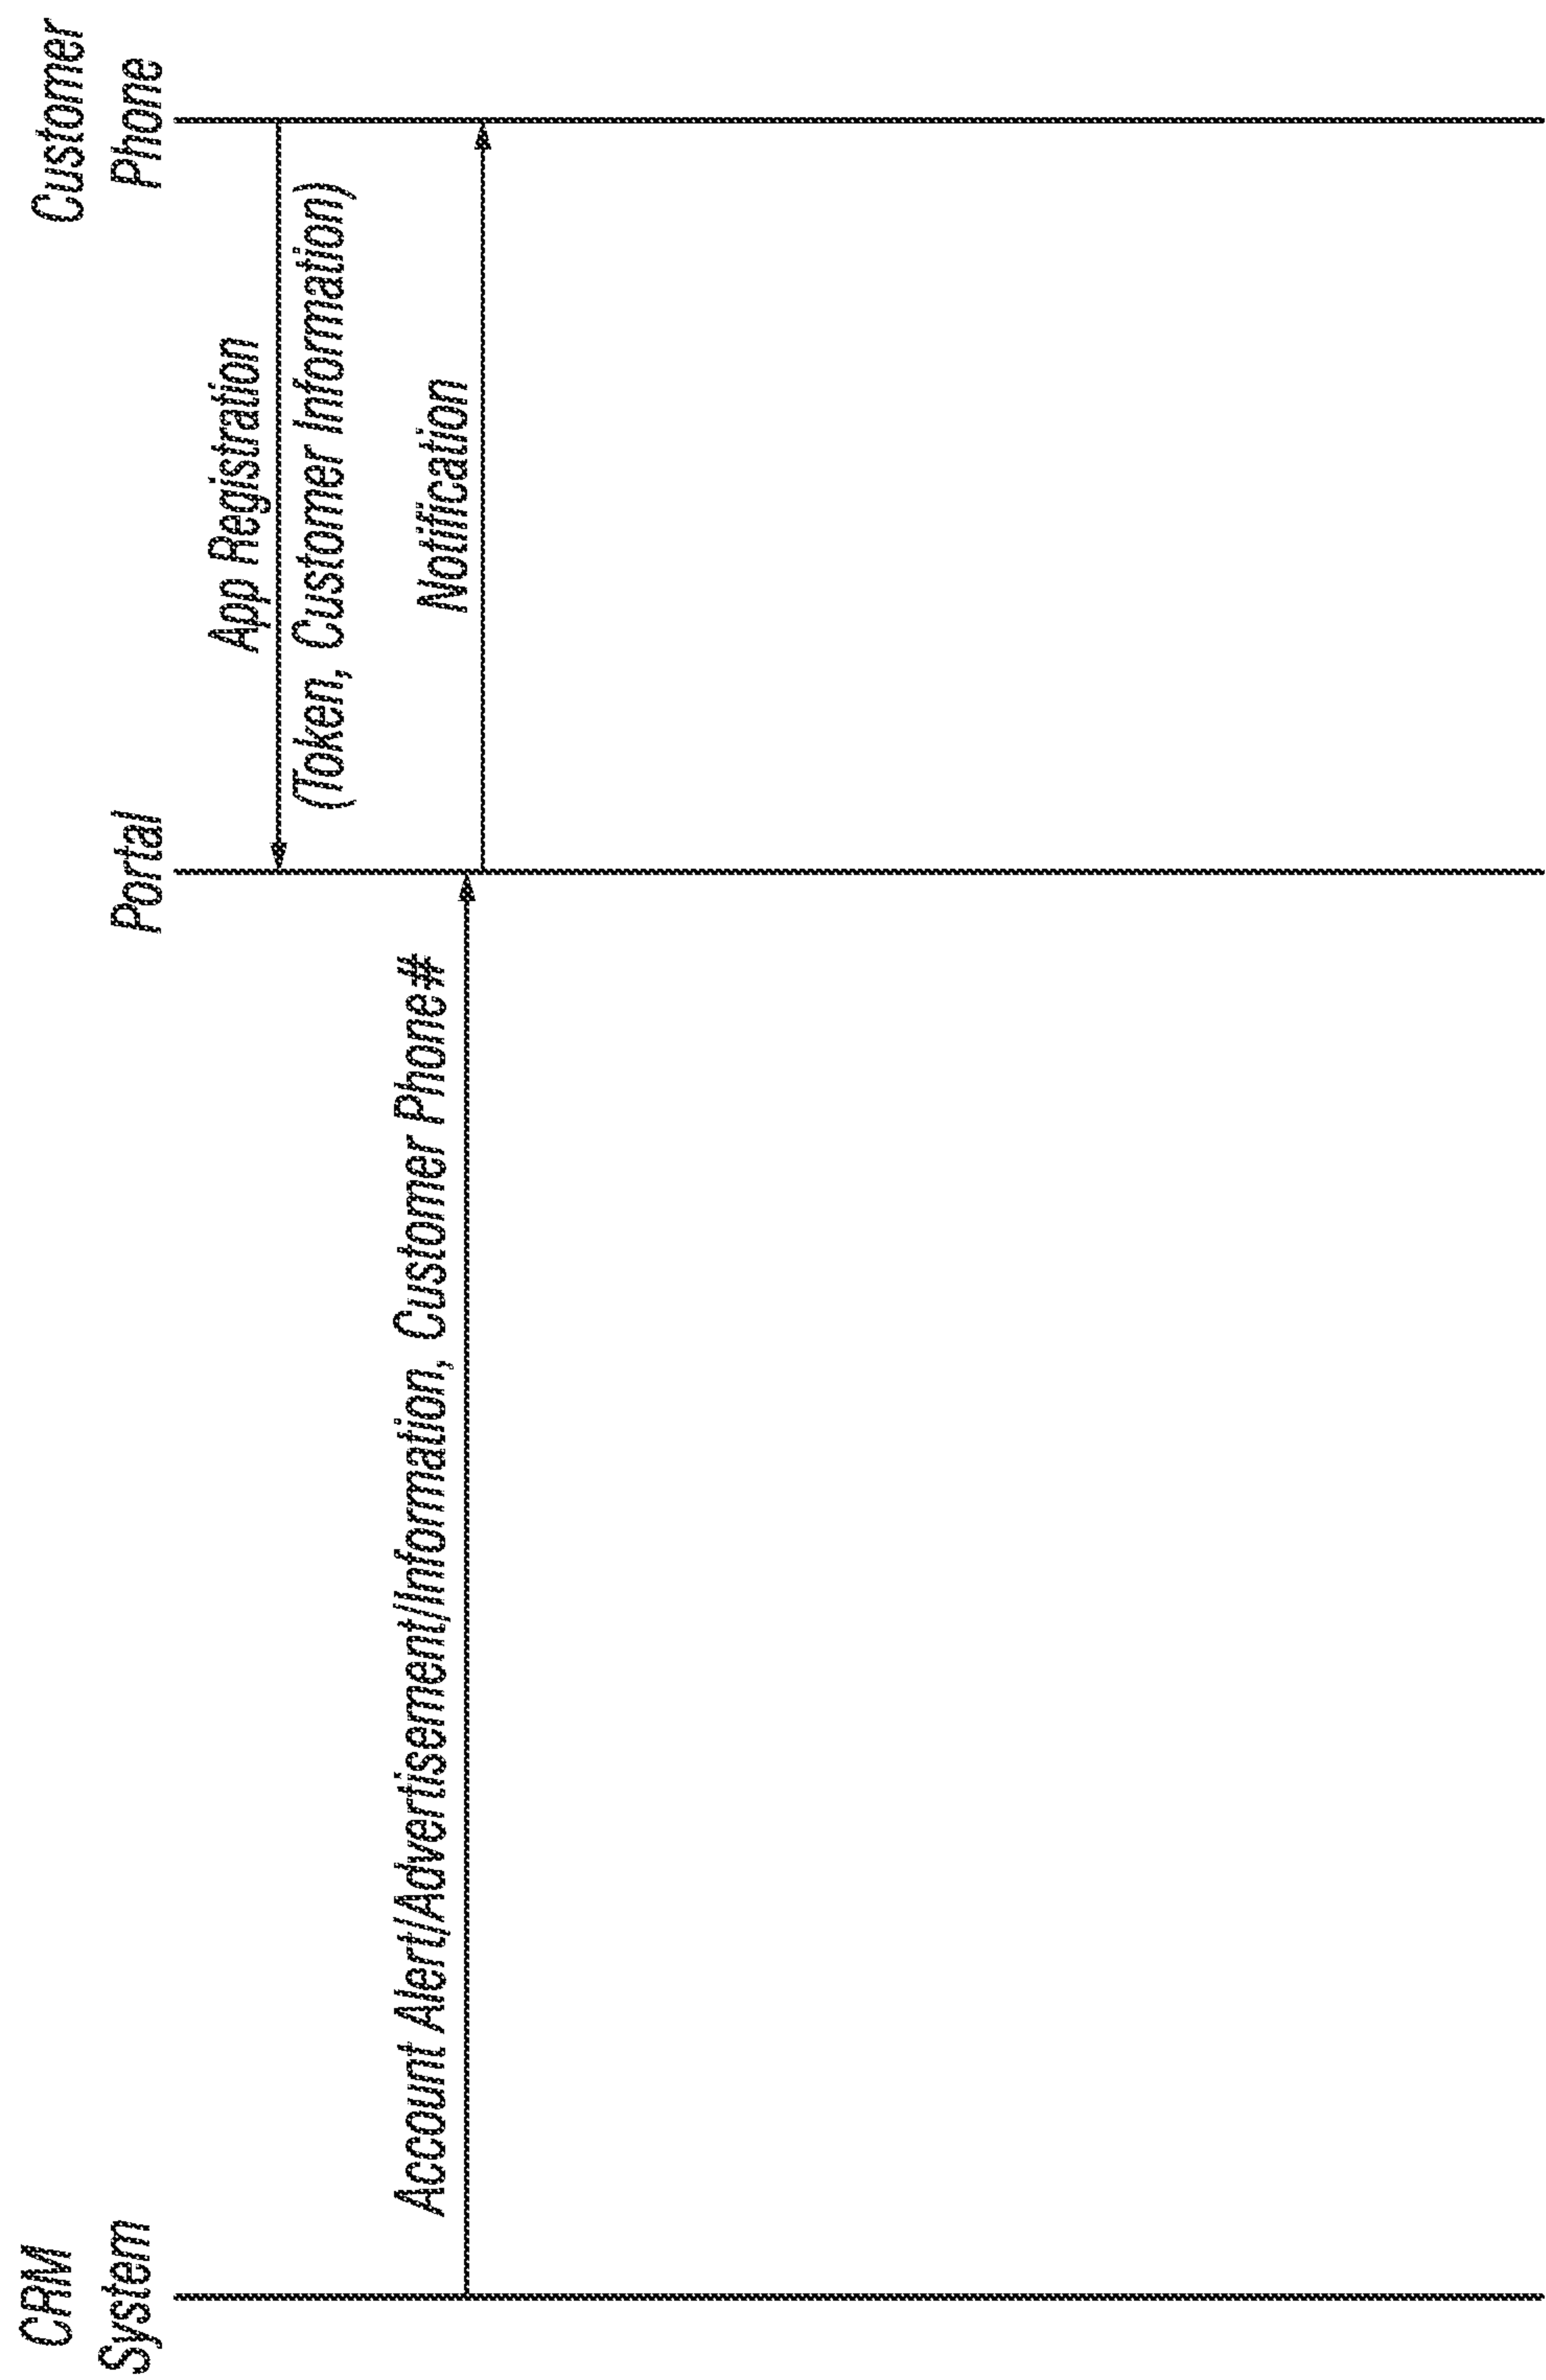 CRM
System
Portal
Customer
Phone
App Registration
(Token, Customer Information)
Account Alert/Advertisement/Information, Customer Phone#
Notification